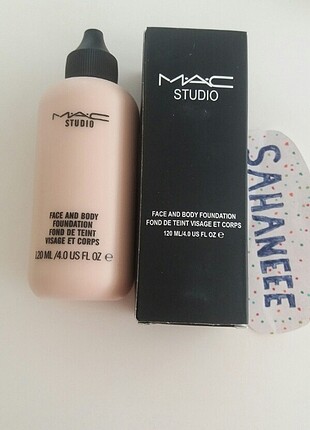 M·A·C
STUDIO
FACE AND BODY
FOUNDATION
FOND DE TEINT
VISAGE ET CORPS
120 ML/4.0 US FL OZ ℮
M·A·C
STUDIO
FACE AND BODY FOUNDATION
FOND DE TEINT VISAGE ET CORPS
120 ML/4.0 US FL OZ ℮
SAHANEEE